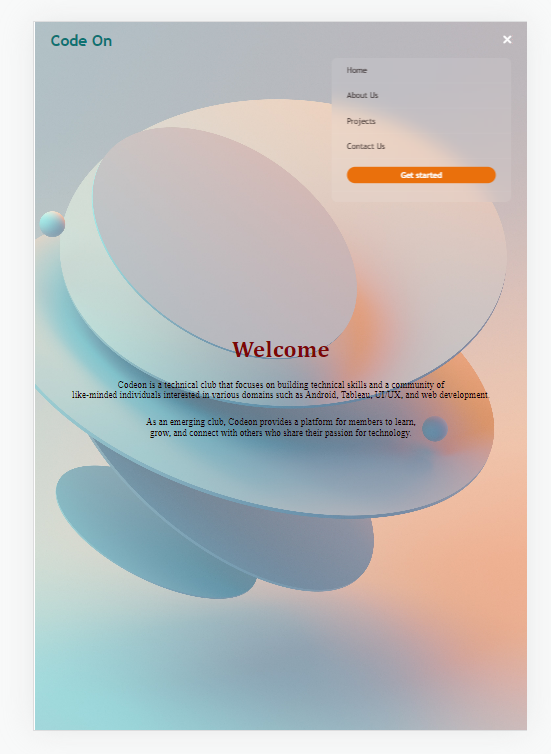 Code On
×
Home
About Us
Projects
Contact Us
Get started
Welcome
Codeon is a technical club that focuses on building technical skills and a community of
like-minded individuals interested in various domains such as Android, Tableau, UI/UX, and web development.
As an emerging club, Codeon provides a platform for members to learn,
grow, and connect with others who share their passion for technology.